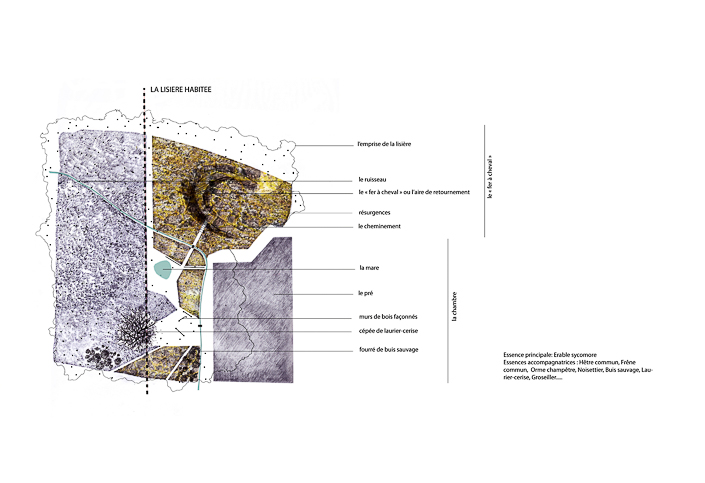 LA LISIERE HABITEE
l'emprise de la lisière
le ruisseau
le « fer à cheval » ou l'aire de retournement
résurgences
le cheminement
la mare
le pré
murs de bois façonnés
cépée de laurier-cerise
fourré de buis sauvage
le « fer à cheval »
la chambre
Essence principale: Erable sycomore
Essences accompagnatrices : Hêtre commun, Frêne
commun, Orme champêtre, Noisettier, Buis sauvage, Lau-
rier-cerise, Groseiller....